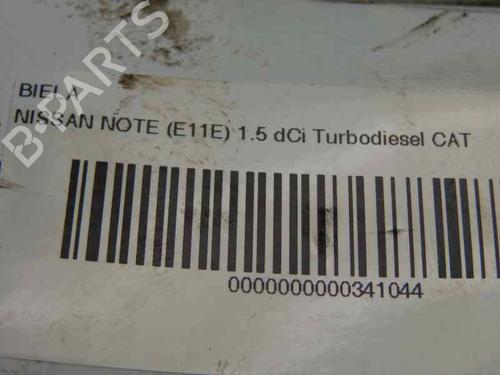 B-PARTS
BIELA
NISSAN NOTE (E11E) 1.5 dCi Turbodiesel CAT
0000000000341044